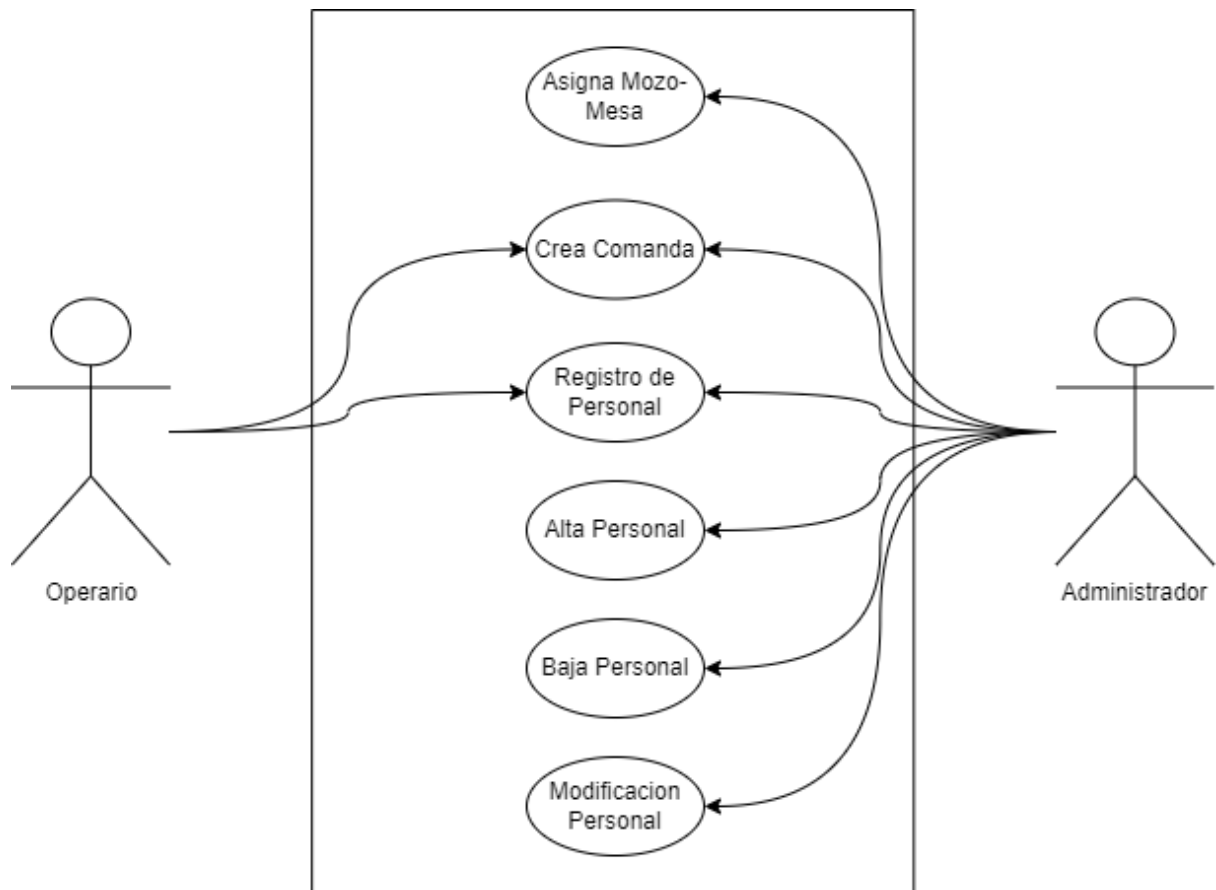 Asigna Mozo-
Mesa
Crea Comanda
Registro de
Personal
Alta Personal
Operario
Administrador
Baja Personal
Modificacion
Personal